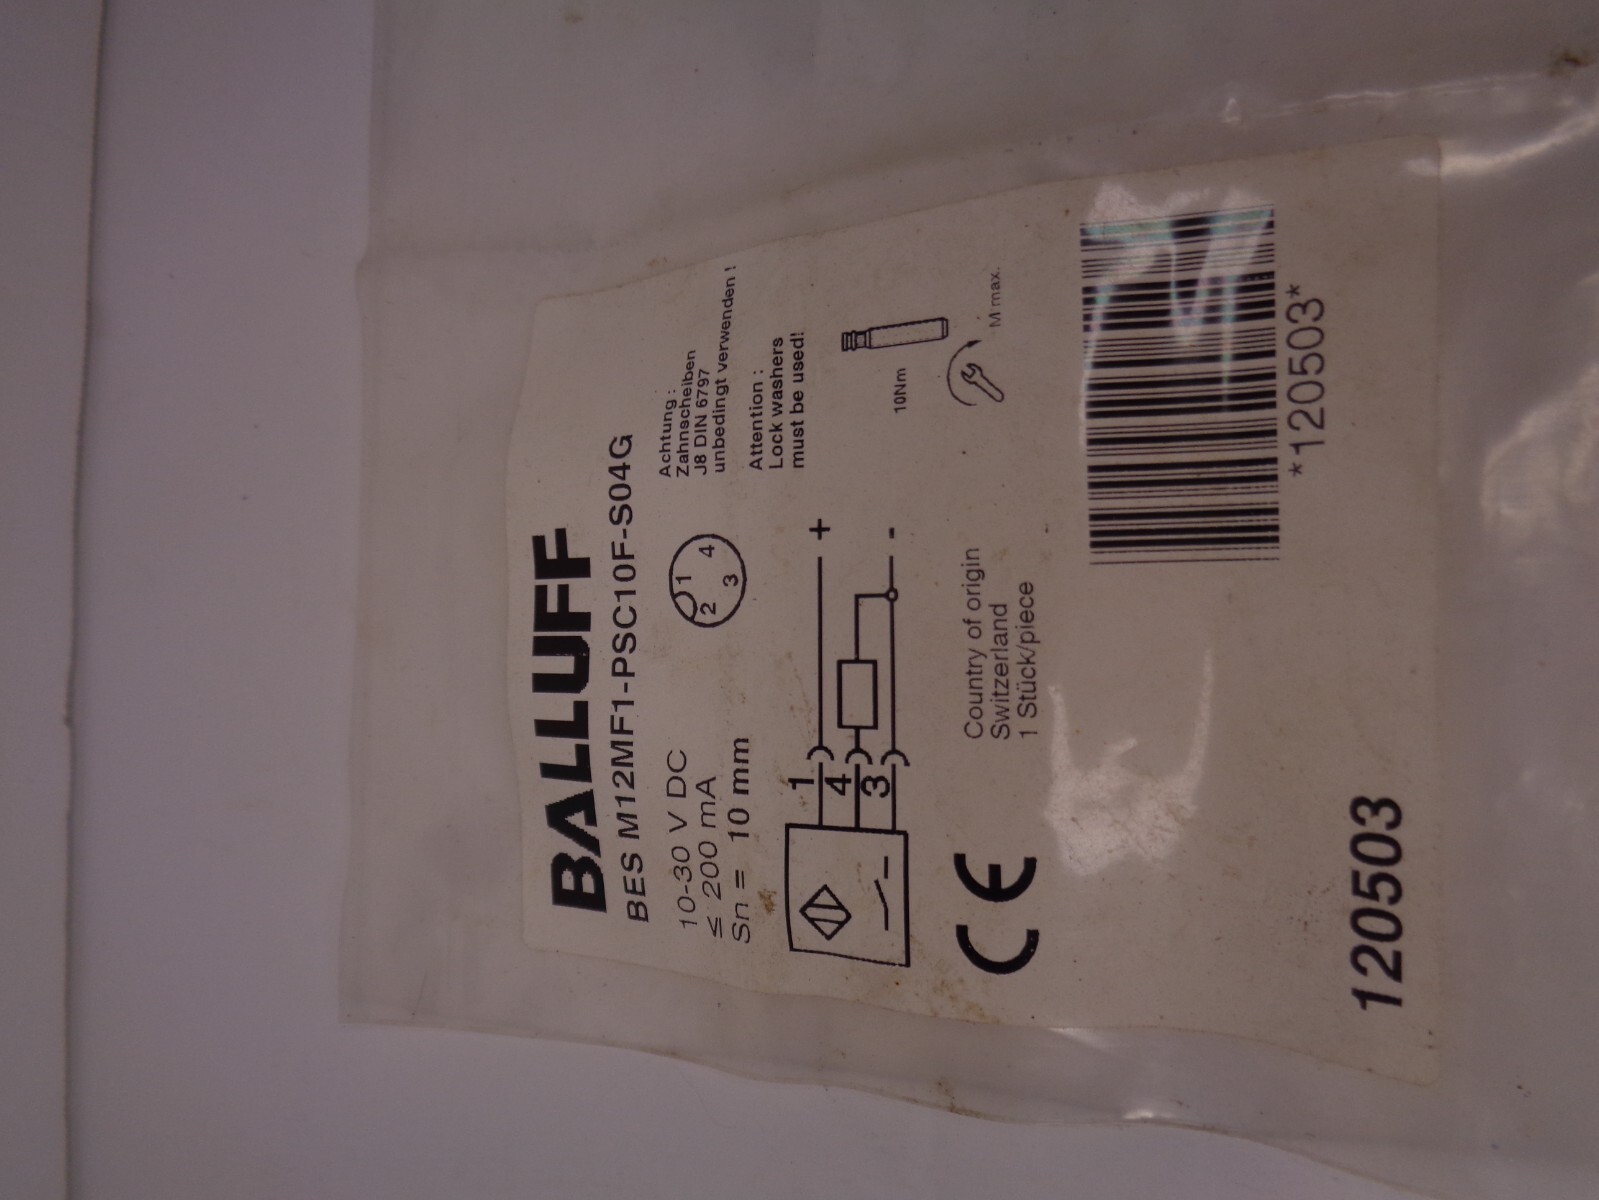 BALLUFF
BES M12MF1-PSC10F-S04G
10-30 V DC
≤ 200 mA
Sn = 10 mm
1
2
3
4
Achtung :
Zahnscheiben
J8 DIN 6797
unbedingt verwenden !
Attention :
Lock washers
must be used!
1
+
4
3
-
10Nm
M max.
CE
Country of origin
Switzerland
1 Stück/piece
*120503*
120503